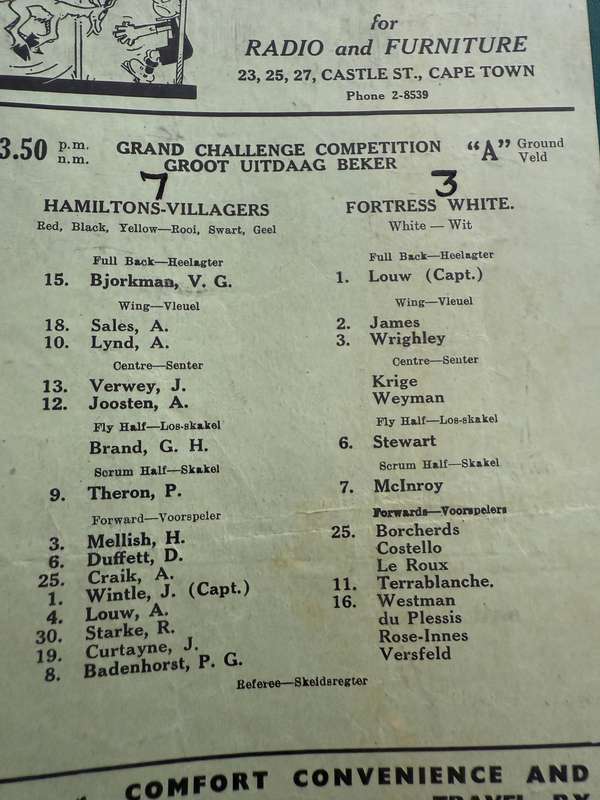 for
RADIO and FURNITURE
23, 25, 27, CASTLE ST., CAPE TOWN
Phone 2-8539
3.50 p.m. n.m.
GRAND CHALLENGE COMPETITION
GROOT UITDAAG BEKER
"A" Ground Veld
7
HAMILTONS-VILLAGERS
Red, Black, Yellow—Rooi, Swart, Geel
Full Back—Heelagter
15. Bjorkman, V. G.
Wing—Vleuel
18. Sales, A.
10. Lynd, A.
Centre—Senter
13. Verwey, J.
12. Joosten, A.
Fly Half—Los-skakel
Brand, G. H.
Scrum Half—Skakel
9. Theron, P.
Forward—Voorspeler
3. Mellish, H.
6. Duffett, D.
25. Craik, A.
1. Wintle, J. (Capt.)
4. Louw, A.
30. Starke, R.
19. Curtayne, J.
8. Badenhorst, P. G.
3
FORTRESS WHITE.
White — Wit
Full Back—Heelagter
1. Louw (Capt.)
Wing—Vleuel
2. James
3. Wrighley
Centre—Senter
Krige
Weyman
Fly Half—Los-skakel
6. Stewart
Scrum Half—Skakel
7. McInroy
Forwards—Voorspelers
25. Borcherds
Costello
Le Roux
11. Terrablanche.
16. Westman
du Plessis
Rose-Innes
Versfeld
Referee—Skeidsregter
COMFORT CONVENIENCE AND
TRAVEL BY